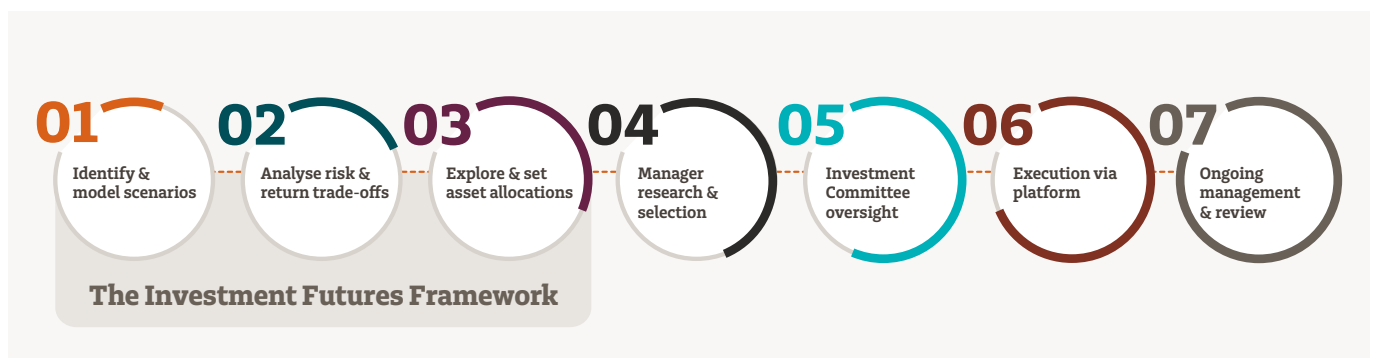 01
Identify &
model scenarios
02
Analyse risk &
return trade-offs
03
Explore & set
asset allocations
04
Manager
research &
selection
05
Investment
Committee
oversight
06
Execution via
platform
07
Ongoing
management
& review
The Investment Futures Framework